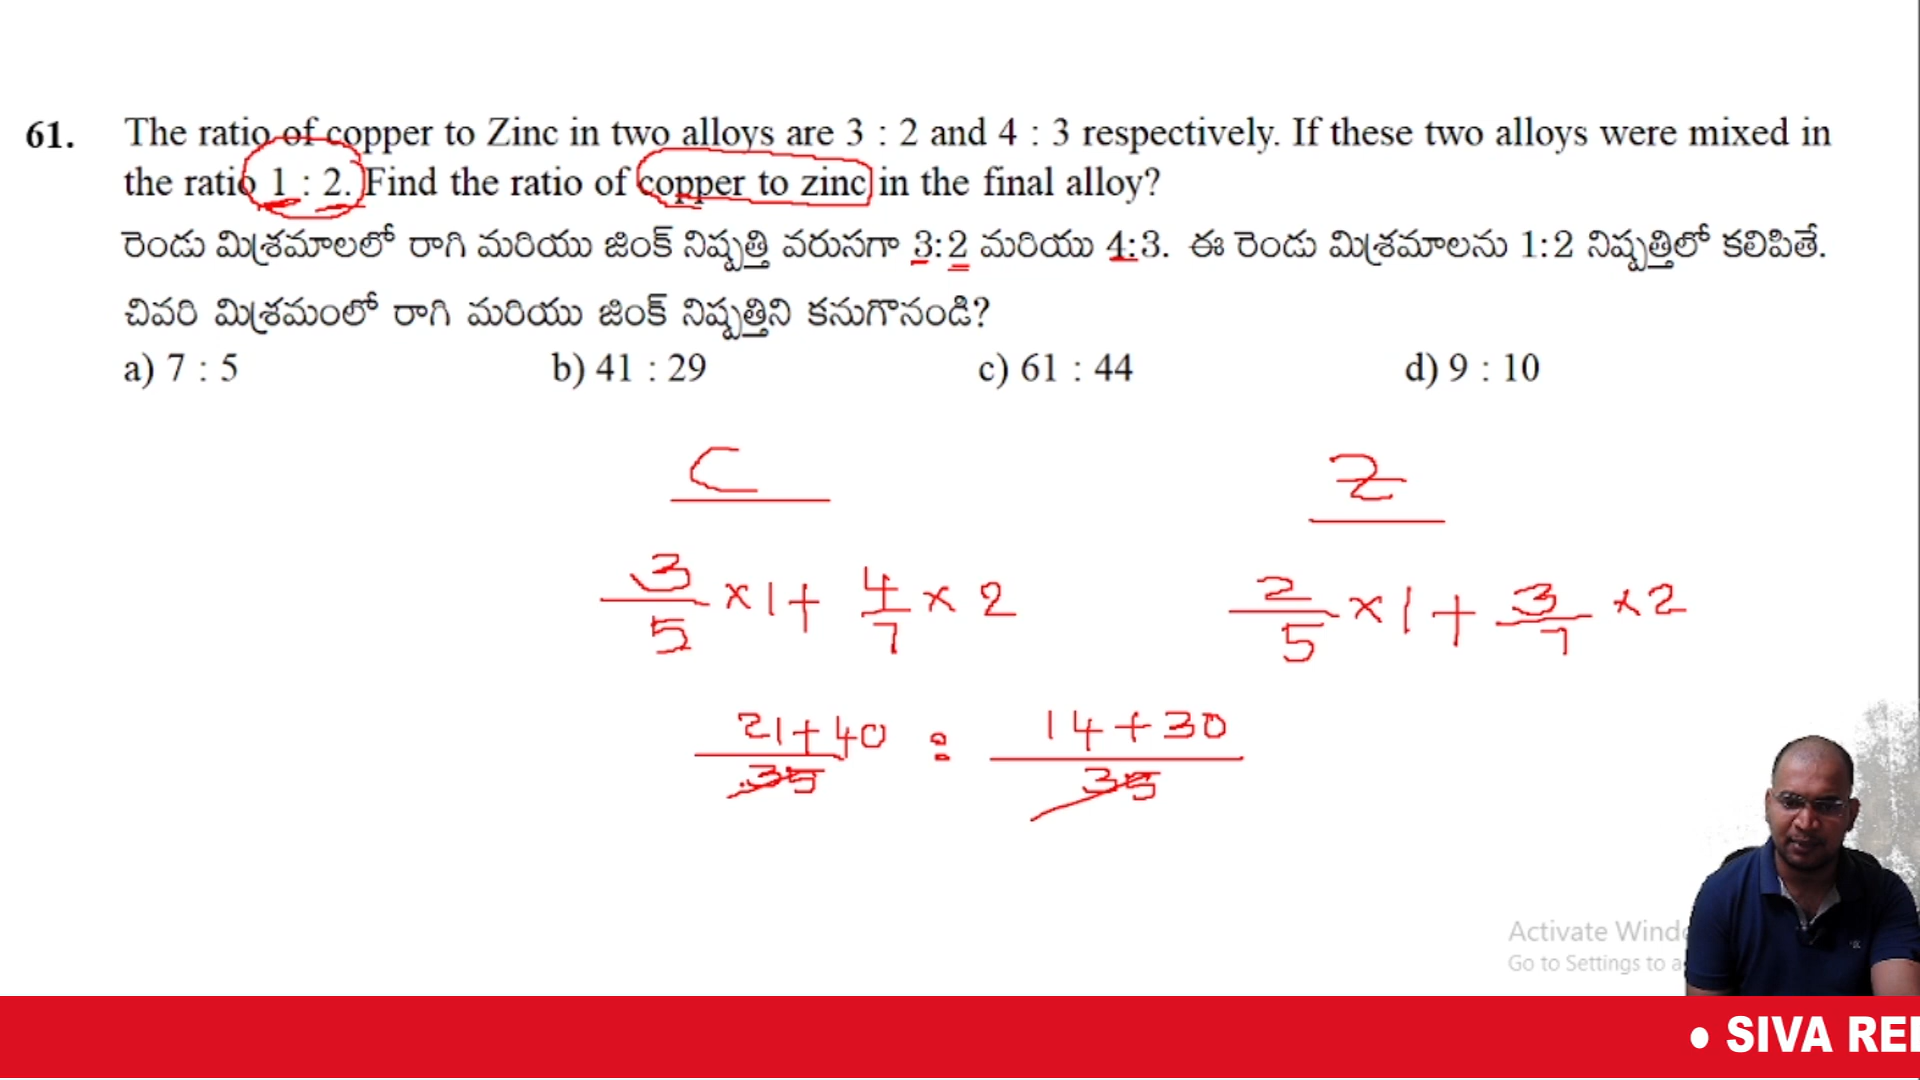 61. The ratio of copper to Zinc in two alloys are 3 : 2 and 4 : 3 respectively. If these two alloys were mixed in
the ratio 1 : 2. Find the ratio of copper to zinc in the final alloy?
రెండు మిశ్రమాలలో రాగి మరియు జింక్ నిష్పత్తి వరుసగా 3:2 మరియు 4:3. ఈ రెండు మిశ్రమాలను 1:2 నిష్పత్తిలో కలిపితే.
చివరి మిశ్రమంలో రాగి మరియు జింక్ నిష్పత్తిని కనుగొనండి?
a) 7 : 5 b) 41 : 29 c) 61 : 44 d) 9 : 10
C Z
3/5 × 1 + 4/7 × 2 2/5 × 1 + 3/7 × 2
21+40/35 : 14+30/35
Activate Wind
Go to Settings to a
• SIVA RE